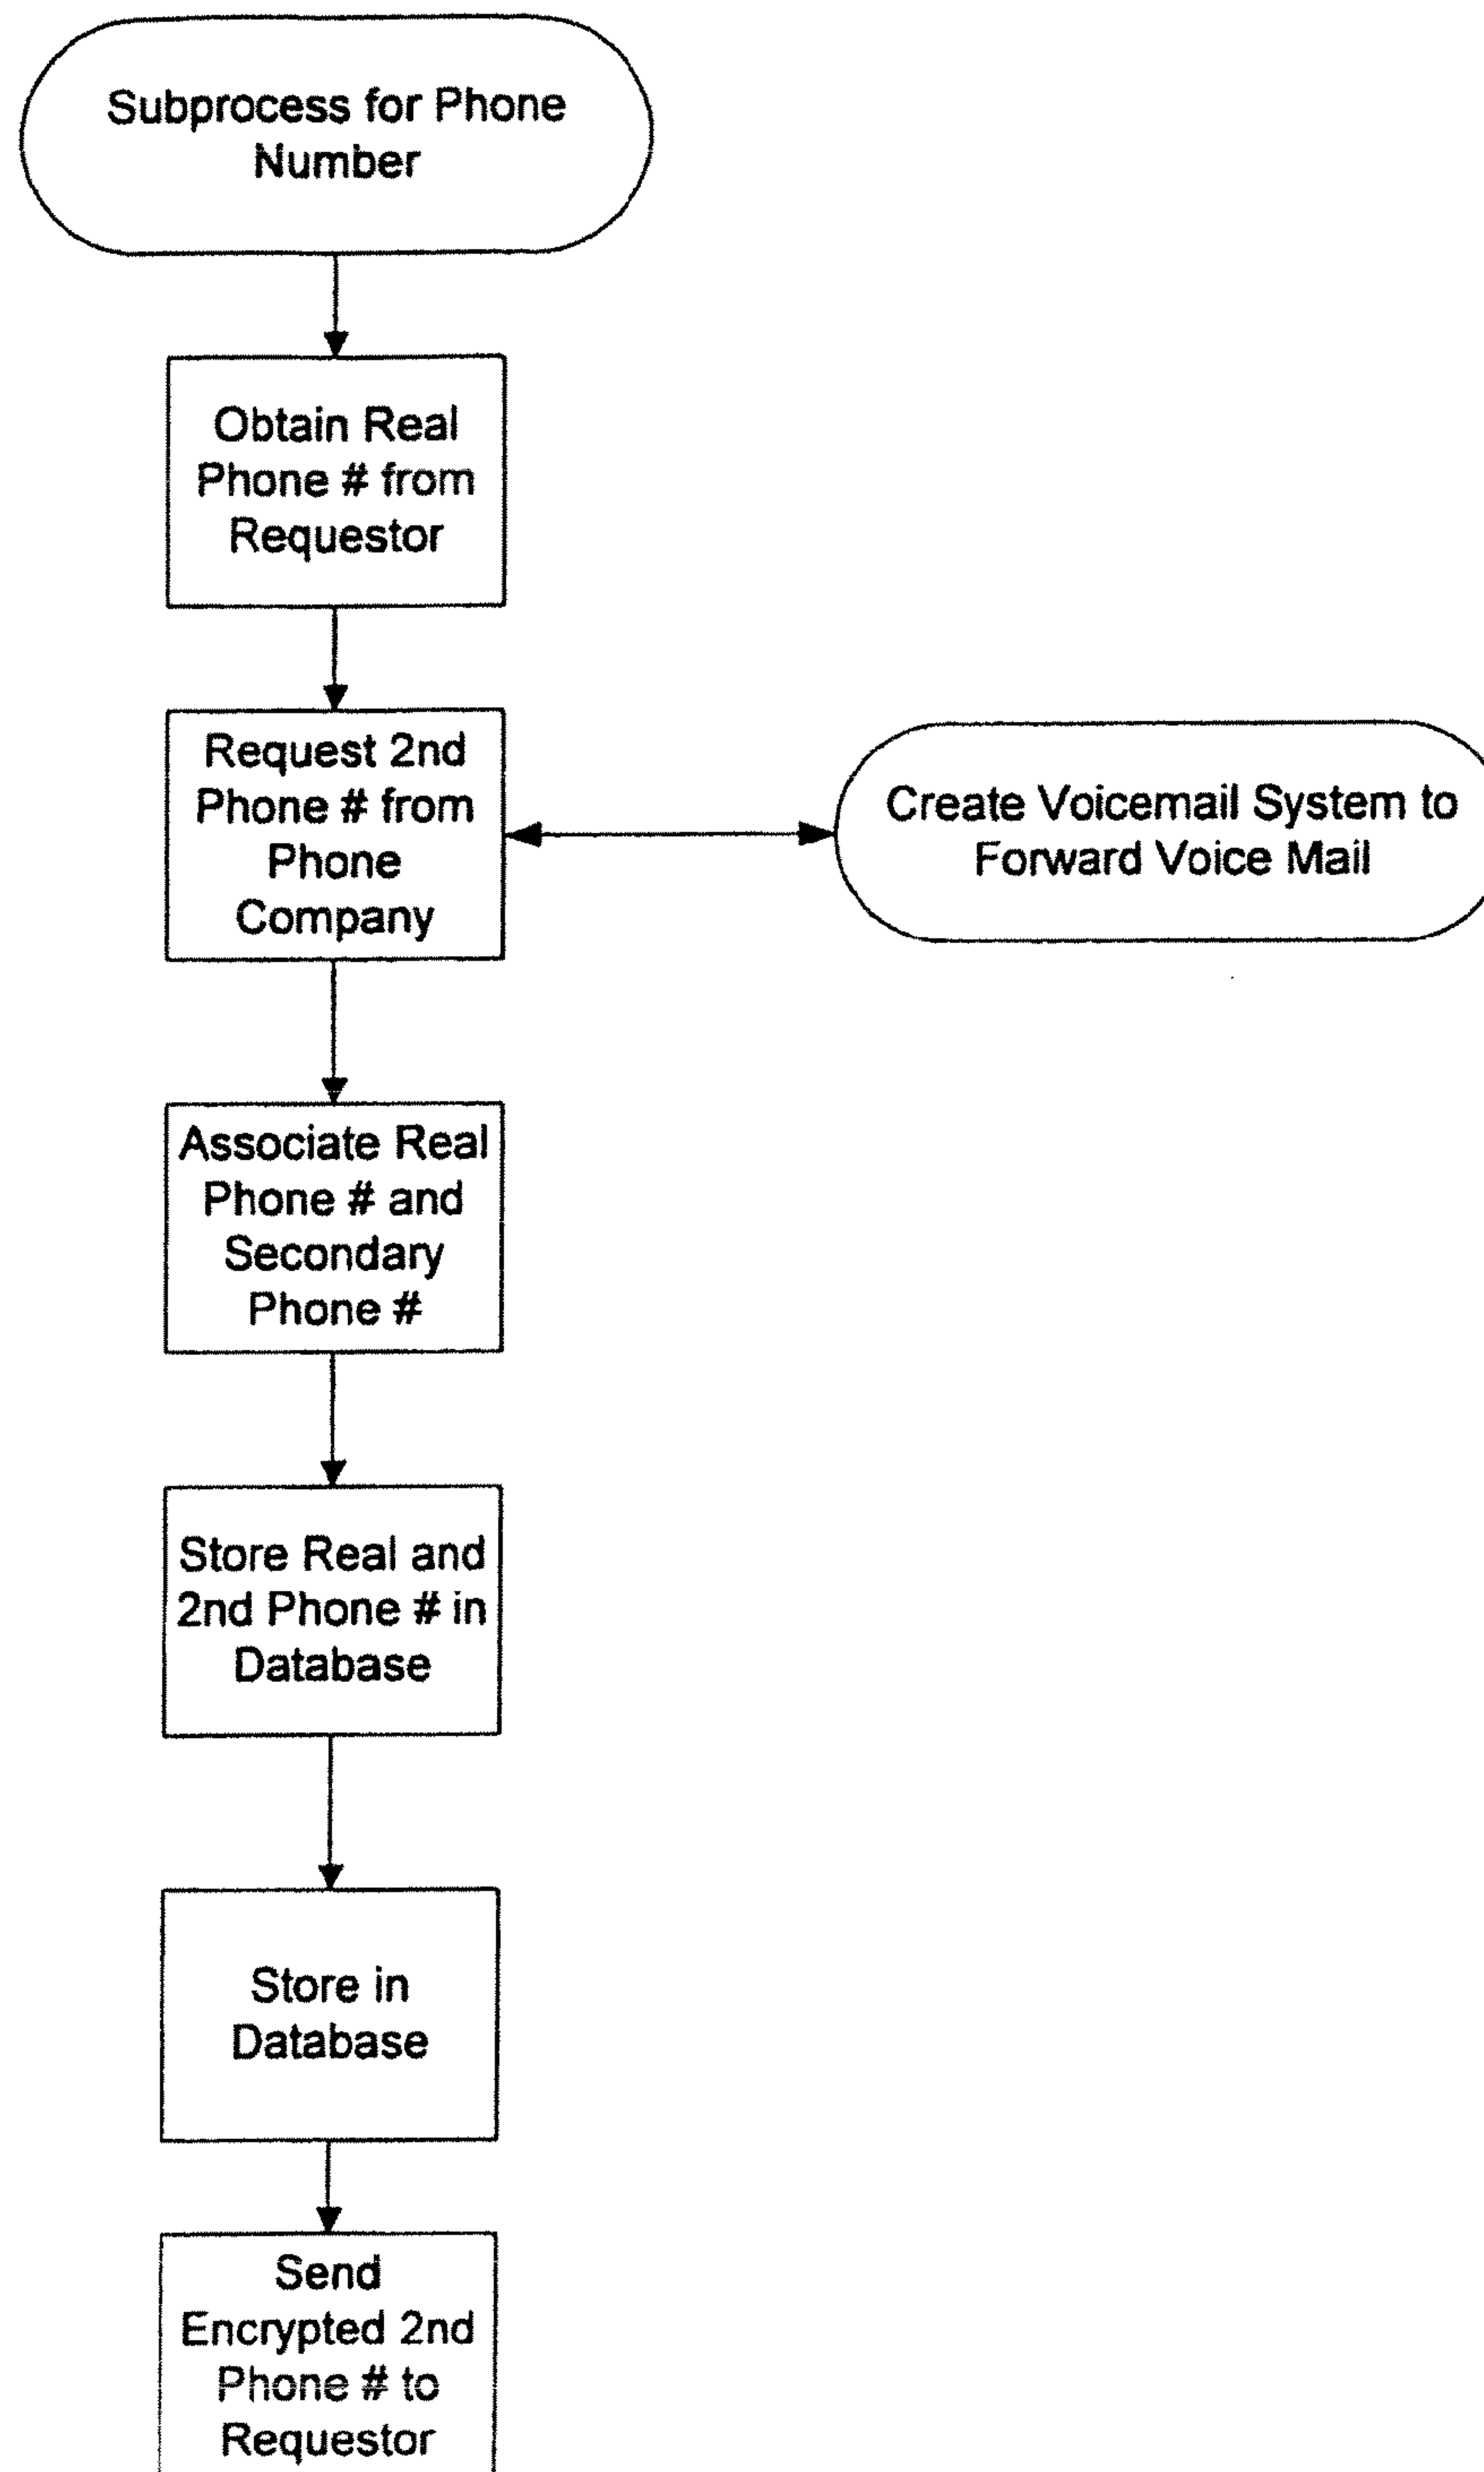 Subprocess for Phone
Number
Obtain Real
Phone # from
Requestor
Request 2nd
Phone # from
Phone
Company
Create Voicemail System to
Forward Voice Mail
Associate Real
Phone # and
Secondary
Phone #
Store Real and
2nd Phone # in
Database
Store in
Database
Send
Encrypted 2nd
Phone # to
Requestor